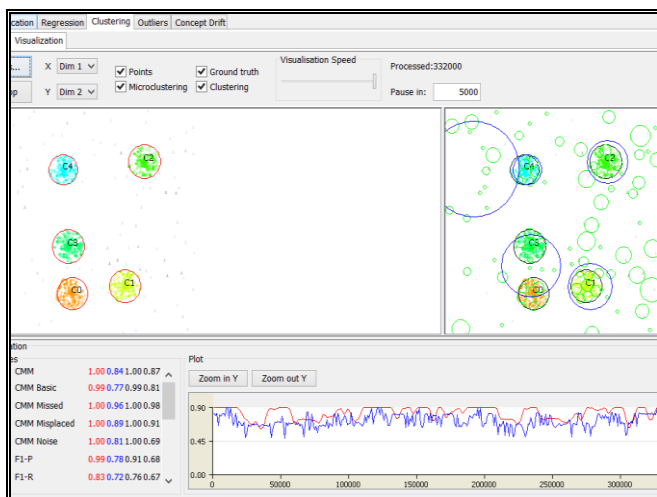 cation Regression Clustering Outliers Concept Drift
Visualization
s... X Dim 1 Points Ground truth Visualisation Speed Processed:332000
op Y Dim 2 Microclustering Clustering Pause in: 5000
C4 C2 C3 C1 C0
C4 C2 C1
ation
es Plot
CMM 1.00 0.84 1.00 0.87 Zoom in Y Zoom out Y
CMM Basic 0.99 0.77 0.99 0.81
CMM Missed 1.00 0.96 1.00 0.98
CMM Misplaced 1.00 0.89 1.00 0.91
CMM Noise 1.00 0.81 1.00 0.69
F1-P 0.99 0.78 0.91 0.68
F1-R 0.83 0.72 0.76 0.67
0.90
0.45
0.00
0 50000 100000 150000 200000 250000 300000